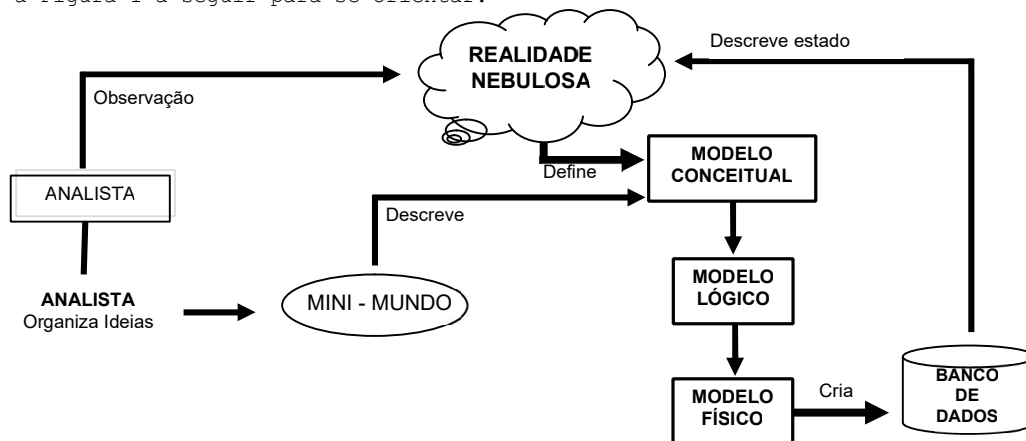 a Figura 1 a seguir para se orientar.
REALIDADE
NEBULOSA
Descreve estado
Observação
MODELO
CONCEITUAL
Define
ANALISTA
Descreve
MODELO
LÓGICO
MINI - MUNDO
ANALISTA
Organiza Ideias
BANCO
DE
DADOS
MODELO
FÍSICO
Cria